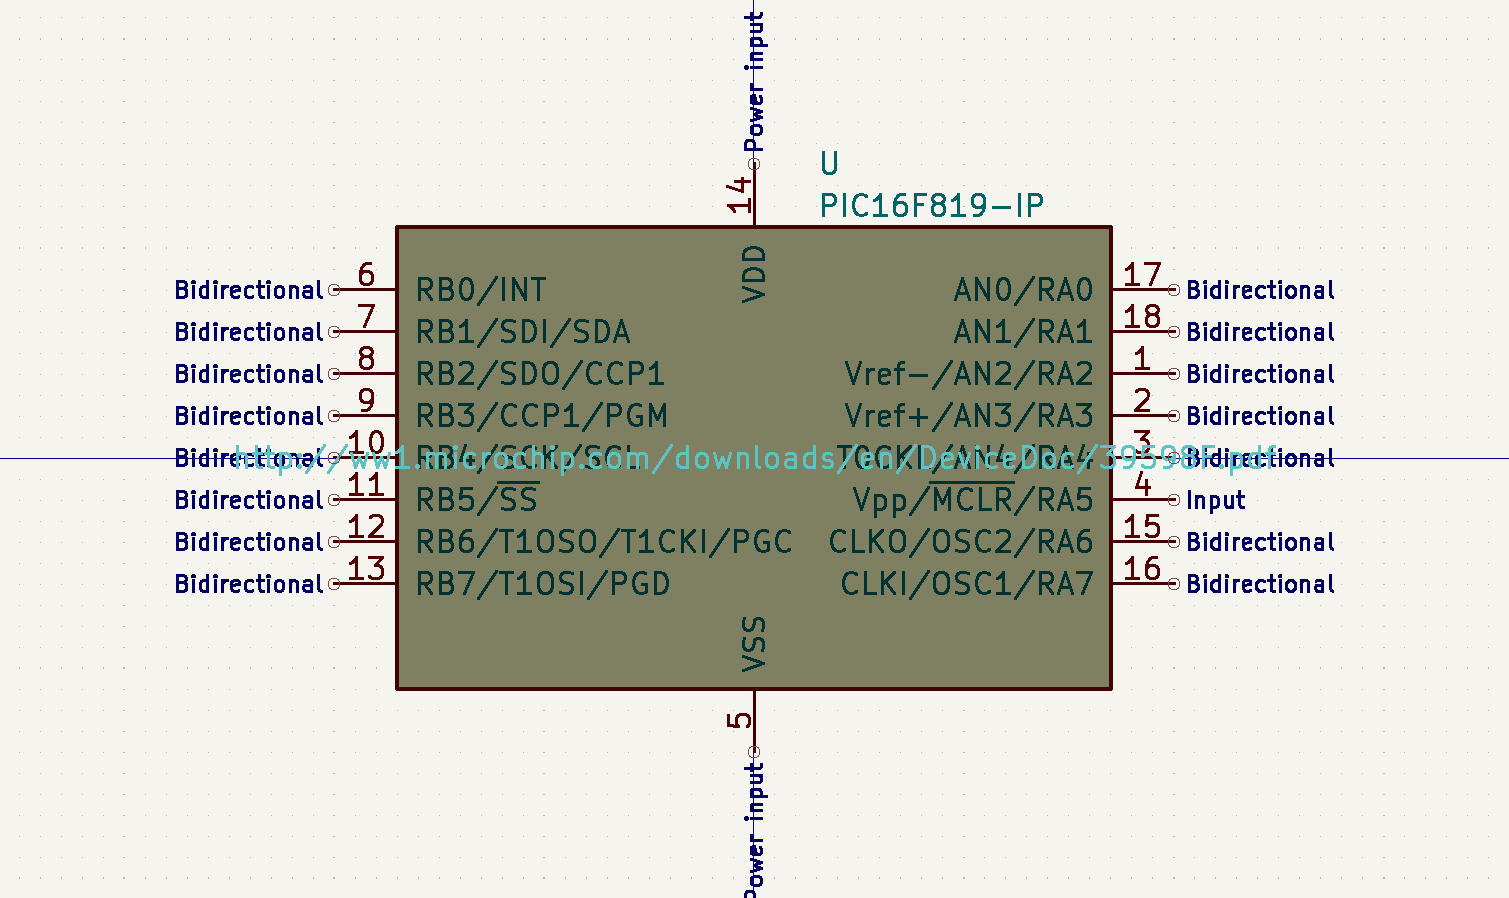 Power input
14
U
PIC16F819-IP
VDD
Bidirectional 6 RB0/INT AN0/RA0 17 Bidirectional
Bidirectional 7 RB1/SDI/SDA AN1/RA1 18 Bidirectional
Bidirectional 8 RB2/SDO/CCP1 Vref-/AN2/RA2 1 Bidirectional
Bidirectional 9 RB3/CCP1/PGM Vref+/AN3/RA3 2 Bidirectional
Bidirectional 10 RB4/SCK/SCL T0CKI/AN4/RA4 3 Bidirectional
http://ww1.microchip.com/downloads/en/DeviceDoc/39598F.pdf
Bidirectional 11 RB5/SS Vpp/MCLR/RA5 4 Input
Bidirectional 12 RB6/T1OSO/T1CKI/PGC CLKO/OSC2/RA6 15 Bidirectional
Bidirectional 13 RB7/T1OSI/PGD CLKI/OSC1/RA7 16 Bidirectional
VSS
5
Power input